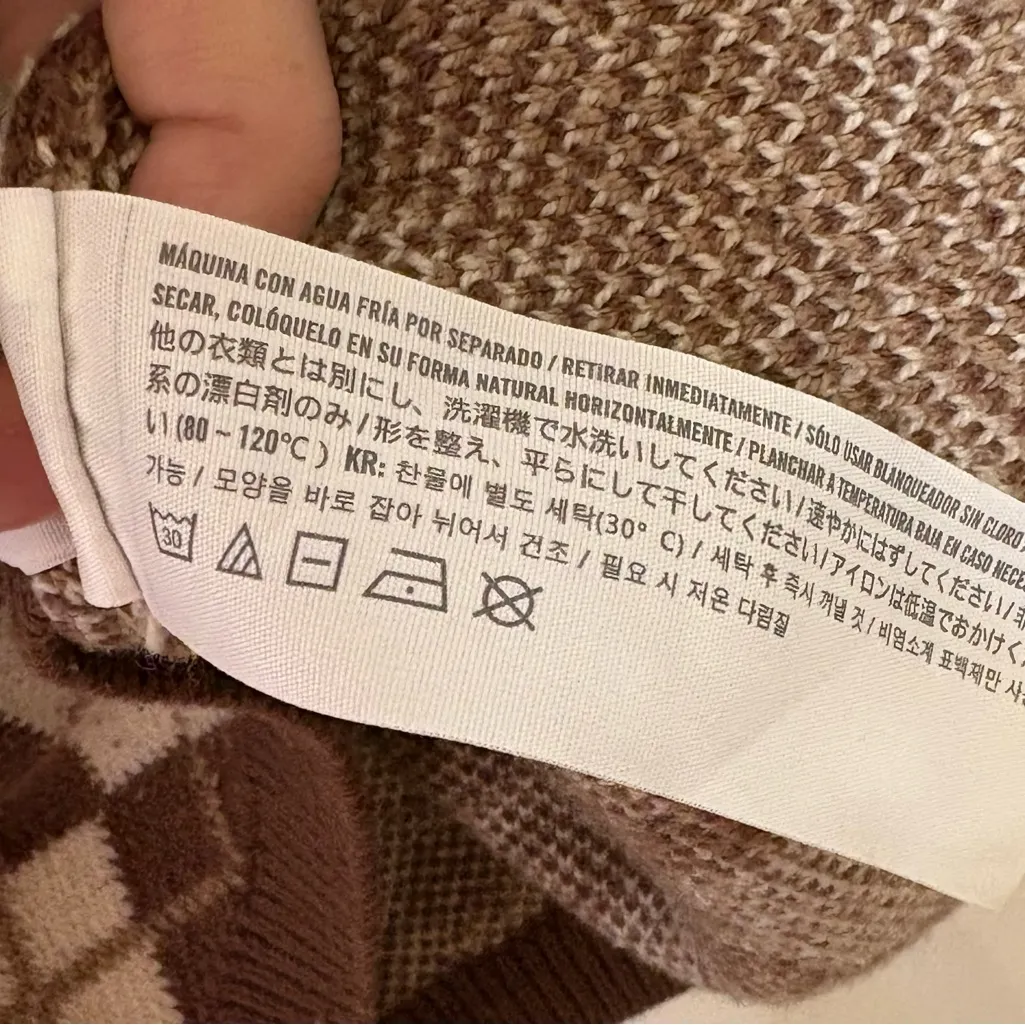 MÁQUINA CON AGUA FRÍA POR SEPARADO / RETIRAR INMEDIATAMENTE / SÓLO USAR BLANQUEADOR SIN CLORO /
SECAR, COLÓQUELO EN SU FORMA NATURAL HORIZONTALMENTE / PLANCHAR A TEMPERATURA BAJA EN CASO
他の衣類とは別にし、洗濯機で水洗いしてください/速やかにはずしてください/
系の漂白剤のみ/形を整え、平らにして干してください/アイロンは低温でおかけく
い(80~120℃) KR: 찬물에 별도 세탁(30° C) / 세탁 후 즉시 꺼낼 것 / 비염소계 표백제만
가능 / 모양을 바로 잡아 뉘어서 건조 / 필요 시 저온 다림질
30